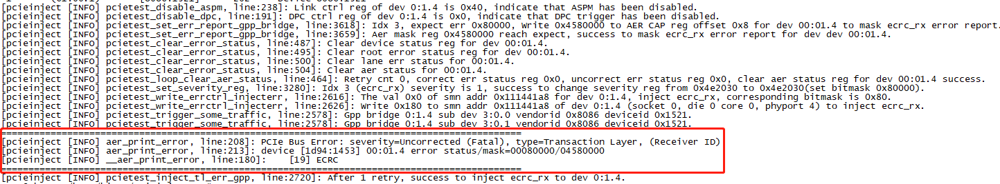 [pcieinject [INFO] pcietest_disable_aspm, line:238]: Link ctrl reg of dev 0:1.4 is 0x40, indicate that ASPM has been disabled.
[pcieinject [INFO] pcietest_disable_dpc, line:191]: DPC ctrl reg of dev 0:1.4 is 0x0, indicate that DPC trigger has been disabled.
[pcieinject [INFO] pcietest_set_err_report_gpp_bridge, line:3618]: Idx 3, expect err 0x80000, Write 0x4580000 to AER CAP reg offset 0x8 for dev 00:01.4 to mask ecrc_rx error report.
[pcieinject [INFO] pcietest_set_err_report_gpp_bridge, line:3659]: Aer mask reg 0x4580000 reach expect, success to mask ecrc_rx error report for dev dev 00:01.4.
[pcieinject [INFO] pcietest_clear_error_status, line:487]: Clear device status reg for dev 00:01.4.
[pcieinject [INFO] pcietest_clear_error_status, line:495]: Clear root error status reg for dev 00:01.4.
[pcieinject [INFO] pcietest_clear_error_status, line:500]: Clear lane err status for 00:01.4.
[pcieinject [INFO] pcietest_clear_error_status, line:504]: Clear aer status for 00:01.4.
[pcieinject [INFO] pcietest_loop_clear_aer_status, line:464]: Retry cnt 0, correct err status reg 0x0, uncorrect err status reg 0x0, clear aer status reg for dev 00:01.4 success.
[pcieinject [INFO] pcietest_set_severity_reg, line:3280]: Idx 3 (ecrc_rx) severity is 1, success to change severity reg from 0x4e2030 to 0x4e2030(set bitmask 0x80000).
[pcieinject [INFO] pcietest_write_errctrl_injecterr, line:2616]: The val 0x0 of smn addr 0x111441a8 for dev 0:1.4, inject ecrc_rx, corresponding bitmask is 0x80.
[pcieinject [INFO] pcietest_write_errctrl_injecterr, line:2626]: Write 0x180 to smn addr 0x111441a8 of dev 0:1.4 (socket 0, die 0 core 0, phyport 4) to inject ecrc_rx.
[pcieinject [INFO] pcietest_trigger_some_traffic, line:2578]: Gpp bridge 0:1.4 sub dev 3:0.0 vendorid 0x8086 deviceid 0x1521.
[pcieinject [INFO] pcietest_trigger_some_traffic, line:2578]: Gpp bridge 0:1.4 sub dev 3:0.1 vendorid 0x8086 deviceid 0x1521.
[pcieinject [INFO] aer_print_error, line:208]: PCIe Bus Error: severity=Uncorrected (Fatal), type=Transaction Layer, (Receiver ID)
[pcieinject [INFO] aer_print_error, line:213]: device [1d94:1453] 00:01.4 error status/mask=00080000/04580000
[pcieinject [INFO] __aer_print_error, line:180]: [19] ECRC
[pcieinject [INFO] pcietest_inject_tl_err_gpp, line:2720]: After 1 retry, success to inject ecrc_rx to dev 0:1.4.